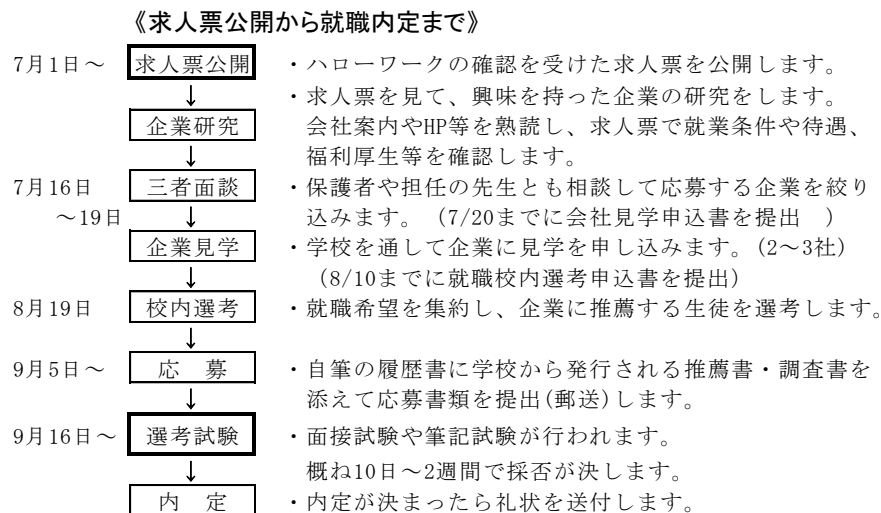 《求人票公開から就職内定まで》
7月1日～ 求人票公開 ・ハローワークの確認を受けた求人票を公開します。
↓ ・求人票を見て、興味を持った企業の研究をします。
企業研究 会社案内やHP等を熟読し、求人票で就業条件や待遇、
↓ 福利厚生等を確認します。
7月16日 三者面談 ・保護者や担任の先生とも相談して応募する企業を絞り
～19日 ↓ 込みます。（7/20までに会社見学申込書を提出 ）
企業見学 ・学校を通して企業に見学を申し込みます。(2～3社)
↓ （8/10までに就職校内選考申込書を提出）
8月19日 校内選考 ・就職希望を集約し、企業に推薦する生徒を選考します。
↓
9月5日～ 応 募 ・自筆の履歴書に学校から発行される推薦書・調査書を
↓ 添えて応募書類を提出(郵送)します。
9月16日～ 選考試験 ・面接試験や筆記試験が行われます。
↓ 概ね10日～2週間で採否が決します。
内 定 ・内定が決まったら礼状を送付します。